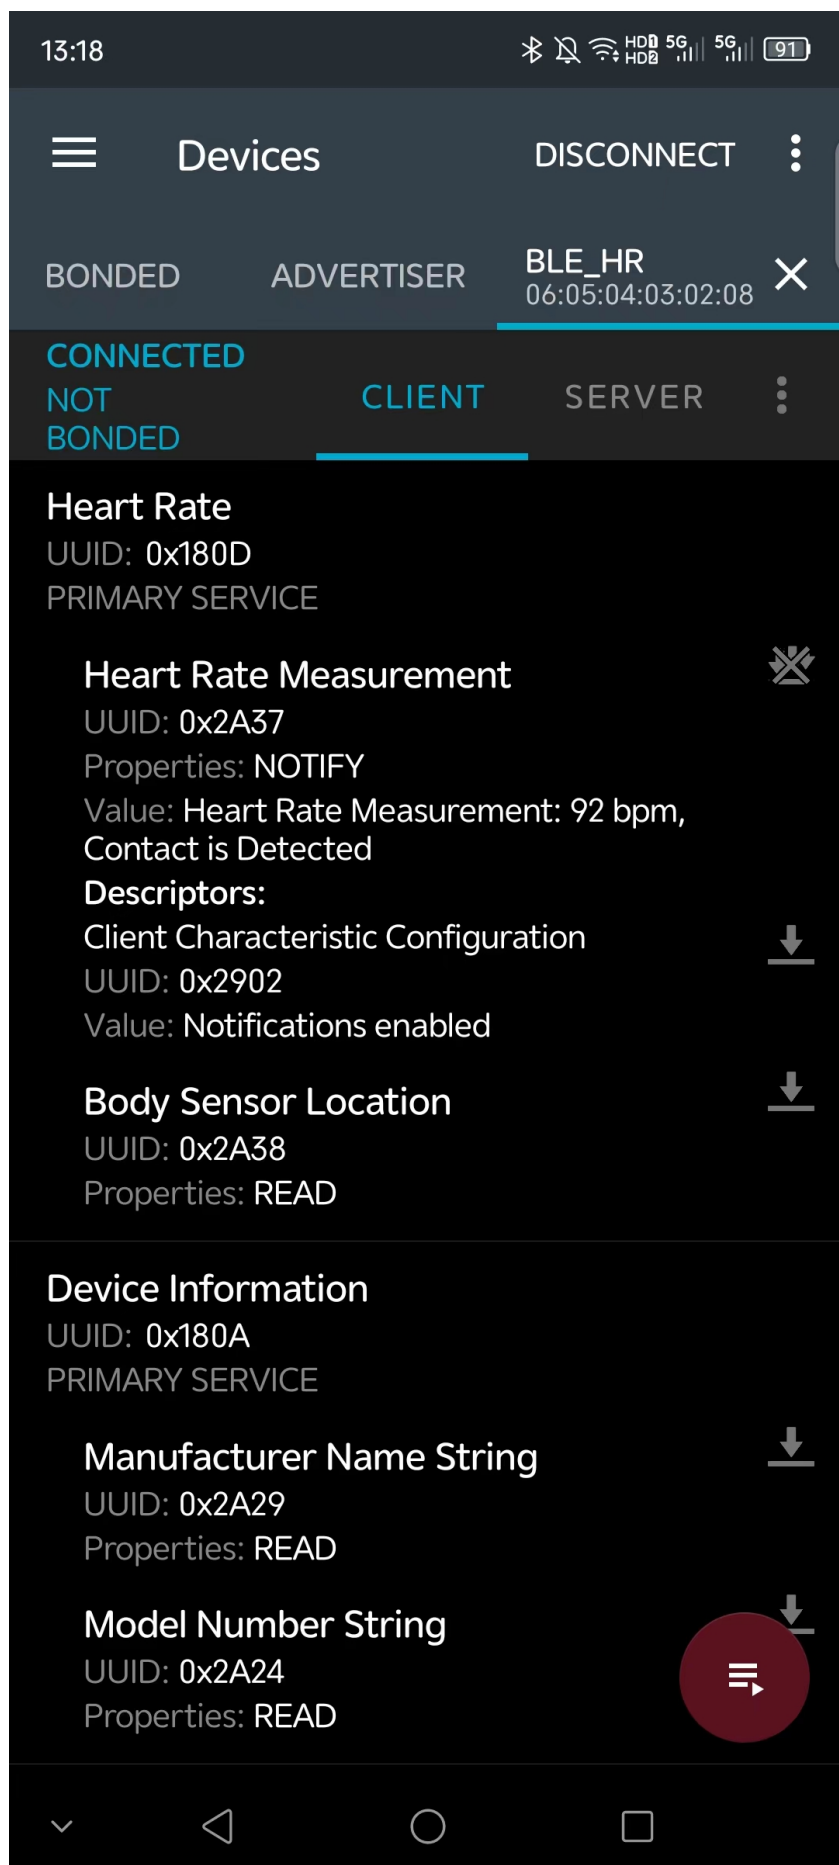 13:18
HD1 HD2 5G 5G 91
Devices
DISCONNECT
BONDED
ADVERTISER
BLE_HR
06:05:04:03:02:08
CONNECTED
NOT
BONDED
CLIENT
SERVER
Heart Rate
UUID: 0x180D
PRIMARY SERVICE
Heart Rate Measurement
UUID: 0x2A37
Properties: NOTIFY
Value: Heart Rate Measurement: 92 bpm,
Contact is Detected
Descriptors:
Client Characteristic Configuration
UUID: 0x2902
Value: Notifications enabled
Body Sensor Location
UUID: 0x2A38
Properties: READ
Device Information
UUID: 0x180A
PRIMARY SERVICE
Manufacturer Name String
UUID: 0x2A29
Properties: READ
Model Number String
UUID: 0x2A24
Properties: READ